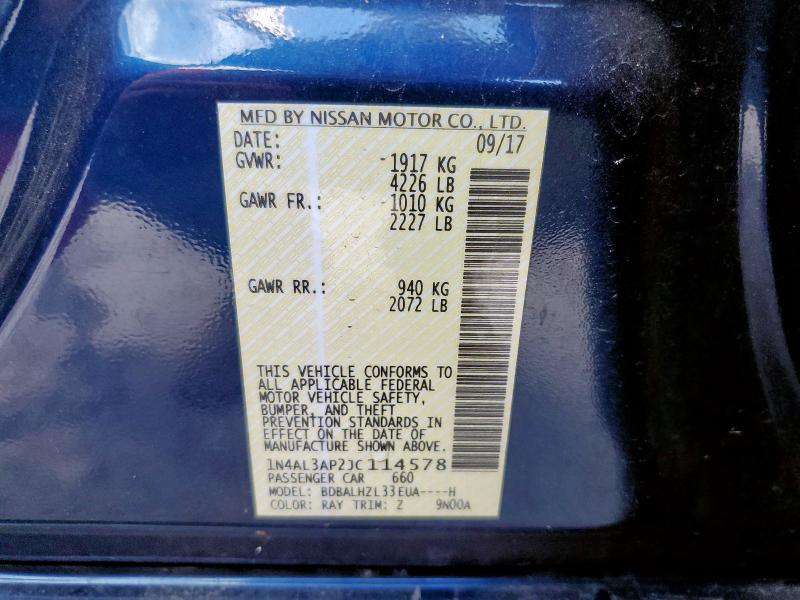 MFD BY NISSAN MOTOR CO., LTD.
DATE: 09/17
GVWR: 1917 KG
4226 LB
GAWR FR.: 1010 KG
2227 LB
GAWR RR.: 940 KG
2072 LB
THIS VEHICLE CONFORMS TO
ALL APPLICABLE FEDERAL
MOTOR VEHICLE SAFETY,
BUMPER, AND THEFT
PREVENTION STANDARDS IN
EFFECT ON THE DATE OF
MANUFACTURE SHOWN ABOVE.
1N4AL3AP2JC114578
PASSENGER CAR 660
MODEL: BDBALHZL33EUA----H
COLOR: RAY TRIM: Z 9N00A